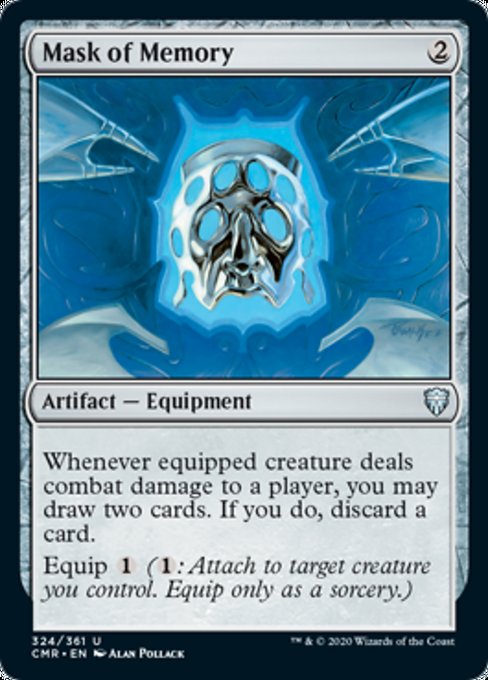 Mask of Memory 2
Artifact — Equipment
Whenever equipped creature deals
combat damage to a player, you may
draw two cards. If you do, discard a
card.
Equip 1 (1: Attach to target creature
you control. Equip only as a sorcery.)
324/361 U
™ & © 2020 Wizards of the Coast
CMR • EN Alan Pollack